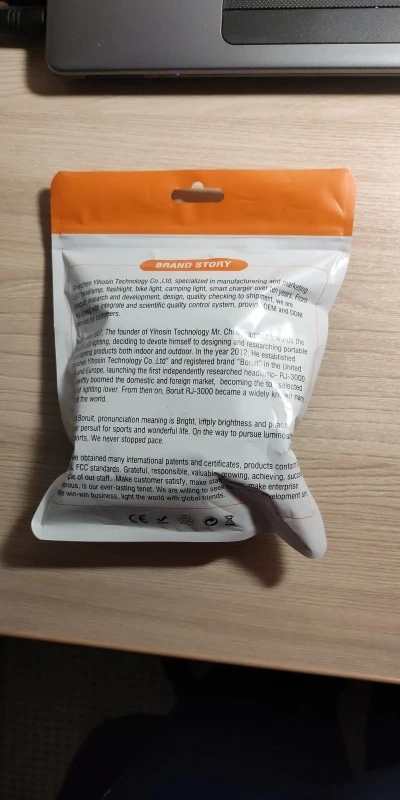 BRAND STORY
Shenzhen Yihosin Technology Co.,Ltd, specialized in manufacturing and marketing
headlamp, flashlight, bike light, camping light, smart charger over ten years. From
research and development, design, quality checking to shipment, we are
integrate and scientific quality control system, provide OEM and ODM
The founder of Yihosin Technology Mr. towards the
lighting, deciding to devote himself to designing and researching portable
products both indoor and outdoor. In the year 2012, He established
Yihosin Technology Co.,Ltd" and registered brand "Boruit" in the United
and Europe, launching the first independently researched headlamp- RJ-3000
boomed the domestic and foreign market, becoming the top selected
lighting lover. From then on, Boruit RJ-3000 became a widely known
the world.
Boruit, pronunciation meaning is Bright, imply brightness and
pursuit for sports and wonderful life. On the way to pursue
We never stopped pace.
obtained many international patents and certificates, products conform
FCC standards. Grateful, responsible, valuable, growing, achieving,
of our staff. Make customer satisfy, make make enterprise
is our ever-lasting tenet. We are willing to
win-win business, light the world with global friends.
CE